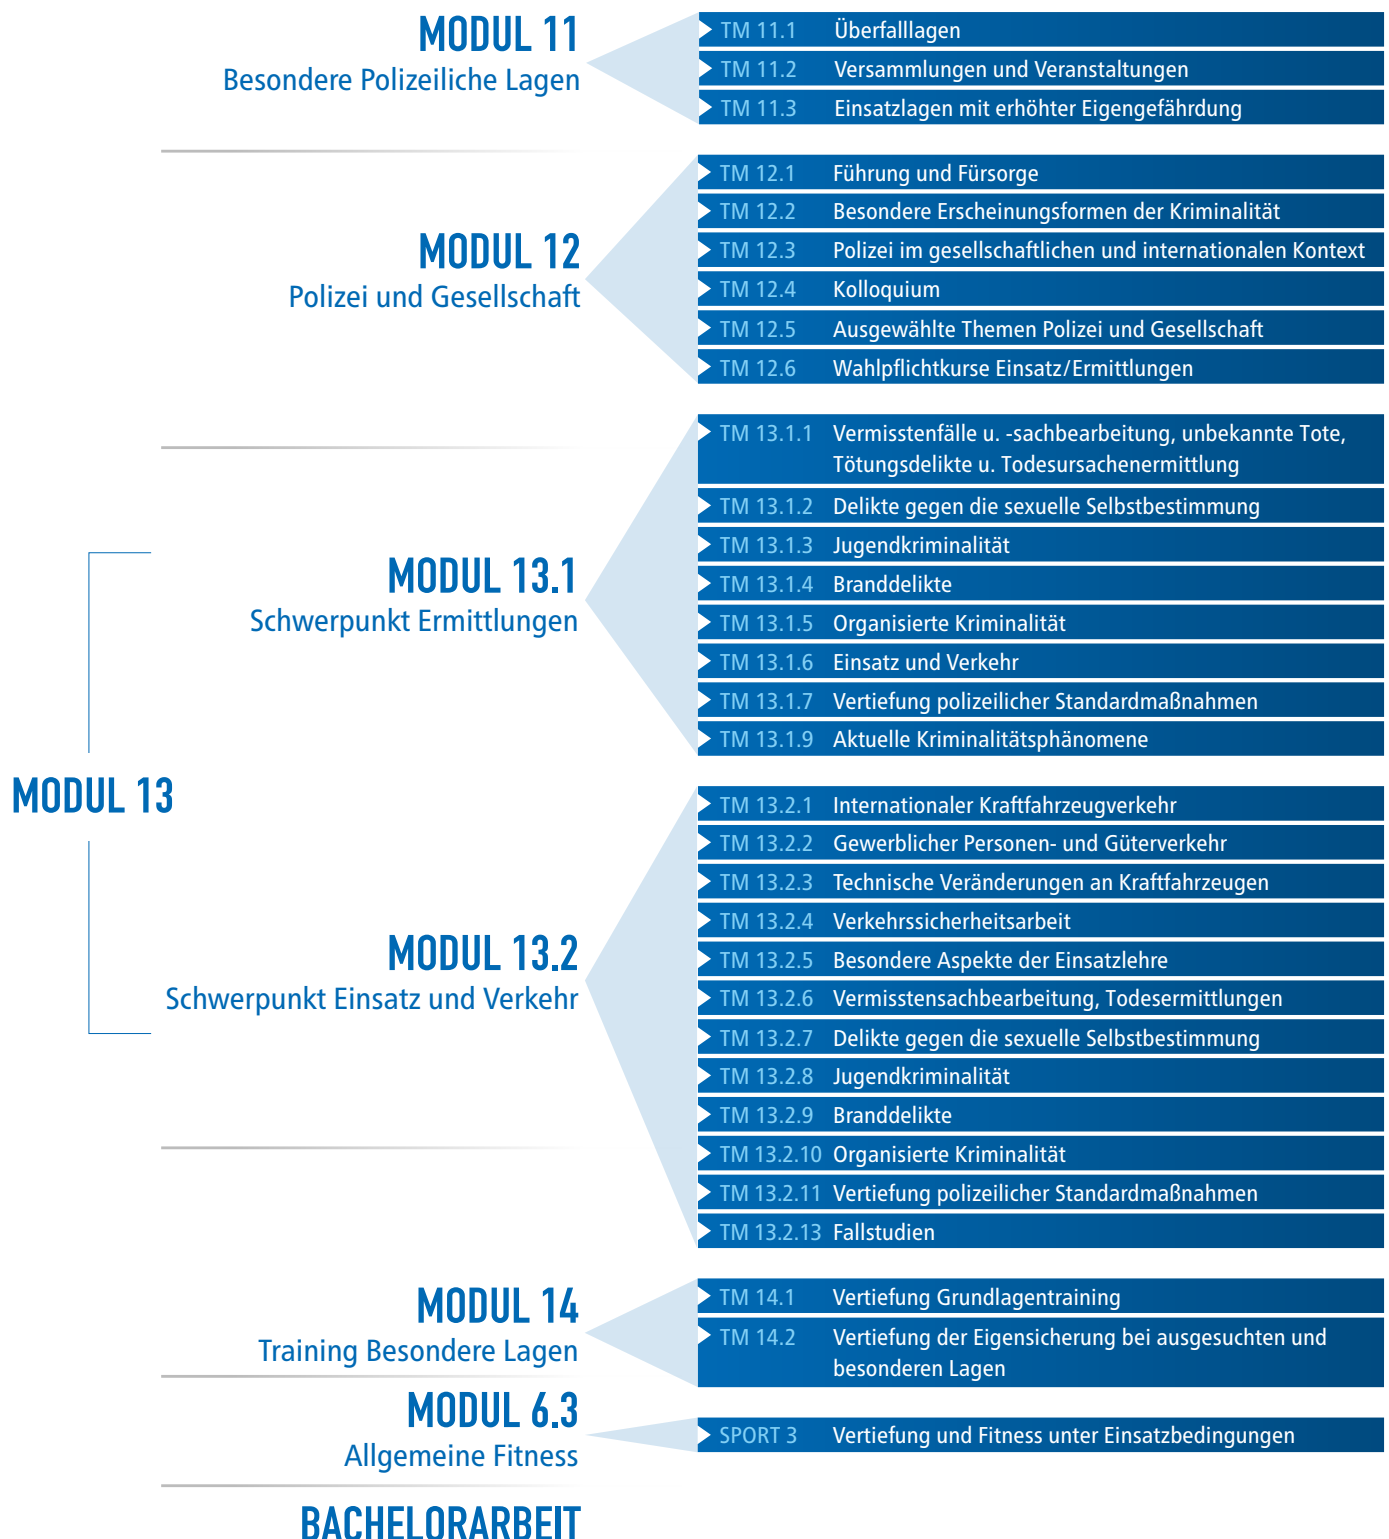 MODUL 11
Besondere Polizeiliche Lagen
TM 11.1 Überfalllagen
TM 11.2 Versammlungen und Veranstaltungen
TM 11.3 Einsatzlagen mit erhöhter Eigengefährdung
MODUL 12
Polizei und Gesellschaft
TM 12.1 Führung und Fürsorge
TM 12.2 Besondere Erscheinungsformen der Kriminalität
TM 12.3 Polizei im gesellschaftlichen und internationalen Kontext
TM 12.4 Kolloquium
TM 12.5 Ausgewählte Themen Polizei und Gesellschaft
TM 12.6 Wahlpflichtkurse Einsatz/Ermittlungen
MODUL 13
MODUL 13.1
Schwerpunkt Ermittlungen
TM 13.1.1 Vermisstenfälle u. -sachbearbeitung, unbekannte Tote,
Tötungsdelikte u. Todesursachenermittlung
TM 13.1.2 Delikte gegen die sexuelle Selbstbestimmung
TM 13.1.3 Jugendkriminalität
TM 13.1.4 Branddelikte
TM 13.1.5 Organisierte Kriminalität
TM 13.1.6 Einsatz und Verkehr
TM 13.1.7 Vertiefung polizeilicher Standardmaßnahmen
TM 13.1.9 Aktuelle Kriminalitätsphänomene
MODUL 13.2
Schwerpunkt Einsatz und Verkehr
TM 13.2.1 Internationaler Kraftfahrzeugverkehr
TM 13.2.2 Gewerblicher Personen- und Güterverkehr
TM 13.2.3 Technische Veränderungen an Kraftfahrzeugen
TM 13.2.4 Verkehrssicherheitsarbeit
TM 13.2.5 Besondere Aspekte der Einsatzlehre
TM 13.2.6 Vermisstensachbearbeitung, Todesermittlungen
TM 13.2.7 Delikte gegen die sexuelle Selbstbestimmung
TM 13.2.8 Jugendkriminalität
TM 13.2.9 Branddelikte
TM 13.2.10 Organisierte Kriminalität
TM 13.2.11 Vertiefung polizeilicher Standardmaßnahmen
TM 13.2.13 Fallstudien
MODUL 14
Training Besondere Lagen
TM 14.1 Vertiefung Grundlagentraining
TM 14.2 Vertiefung der Eigensicherung bei ausgesuchten und
besonderen Lagen
MODUL 6.3
Allgemeine Fitness
SPORT 3 Vertiefung und Fitness unter Einsatzbedingungen
BACHELORARBEIT